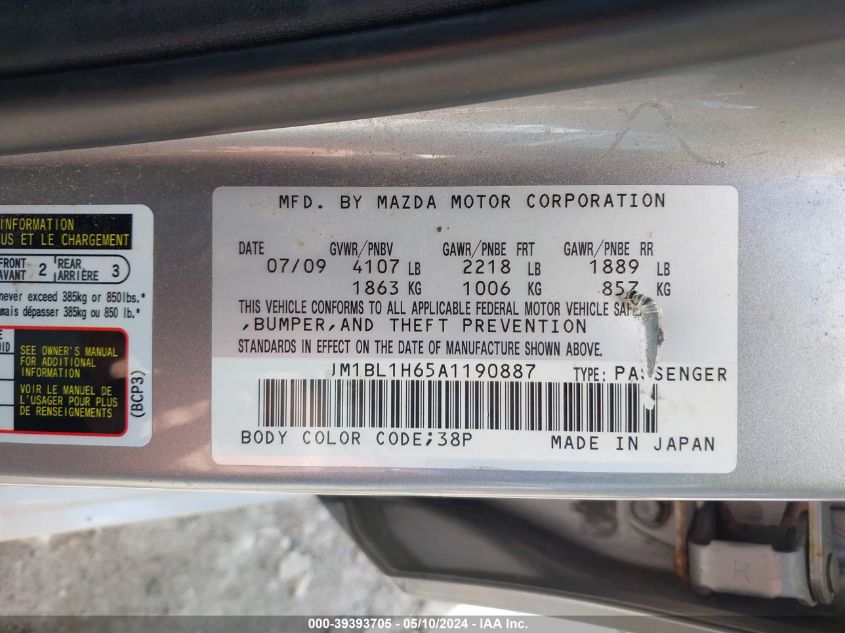 INFORMATION
US ET LE CHARGEMENT
FRONT 2 REAR 3
AVANT ARRIÈRE
never exceed 385kg or 850lbs.*
mais dépasser 385kg ou 850 lb.*
SEE OWNER'S MANUAL
FOR ADDITIONAL
INFORMATION
VOIR LE MANUEL DE
L'USAGER POUR PLUS
DE RENSEIGNEMENTS
(BCP3)
MFD. BY MAZDA MOTOR CORPORATION
DATE GVWR/PNBV GAWR/PNBE FRT GAWR/PNBE RR
07/09 4107 LB 2218 LB 1889 LB
1863 KG 1006 KG 857 KG
THIS VEHICLE CONFORMS TO ALL APPLICABLE FEDERAL MOTOR VEHICLE SAF
,BUMPER,AND THEFT PREVENTION
STANDARDS IN EFFECT ON THE DATE OF MANUFACTURE SHOWN ABOVE.
JM1BL1H65A1190887 TYPE: PASSENGER
BODY COLOR CODE;38P MADE IN JAPAN
000-39393705 - 05/10/2024 - IAA Inc.